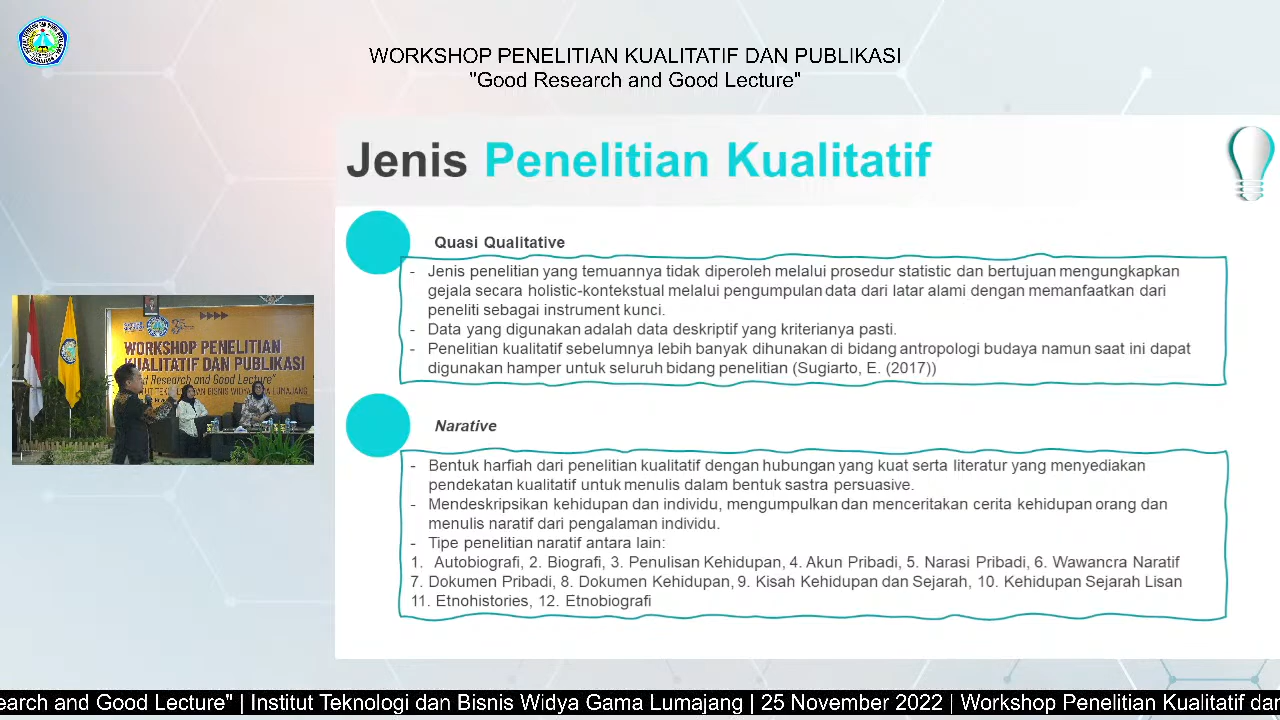 WORKSHOP PENELITIAN KUALITATIF DAN PUBLIKASI
"Good Research and Good Lecture"
Jenis Penelitian Kualitatif
Quasi Qualitative
- Jenis penelitian yang temuannya tidak diperoleh melalui prosedur statistic dan bertujuan mengungkapkan
gejala secara holistic-kontekstual melalui pengumpulan data dari latar alami dengan memanfaatkan dari
peneliti sebagai instrument kunci.
- Data yang digunakan adalah data deskriptif yang kriterianya pasti.
- Penelitian kualitatif sebelumnya lebih banyak dihunakan di bidang antropologi budaya namun saat ini dapat
digunakan hamper untuk seluruh bidang penelitian (Sugiarto, E. (2017))
Narative
- Bentuk harfiah dari penelitian kualitatif dengan hubungan yang kuat serta literatur yang menyediakan
pendekatan kualitatif untuk menulis dalam bentuk sastra persuasive.
- Mendeskripsikan kehidupan dan individu, mengumpulkan dan menceritakan cerita kehidupan orang dan
menulis naratif dari pengalaman individu.
- Tipe penelitian naratif antara lain:
1. Autobiografi, 2. Biografi, 3. Penulisan Kehidupan, 4. Akun Pribadi, 5. Narasi Pribadi, 6. Wawancra Naratif
7. Dokumen Pribadi, 8. Dokumen Kehidupan, 9. Kisah Kehidupan dan Sejarah, 10. Kehidupan Sejarah Lisan
11. Etnohistories, 12. Etnobiografi
WORKSHOP PENELITIAN
KUALITATIF DAN PUBLIKASI
Research and Good Lecture"
BISNIS WIDYA LUMAJANG
earch and Good Lecture" | Institut Teknologi dan Bisnis Widya Gama Lumajang | 25 November 2022 | Workshop Penelitian Kualitatif dan